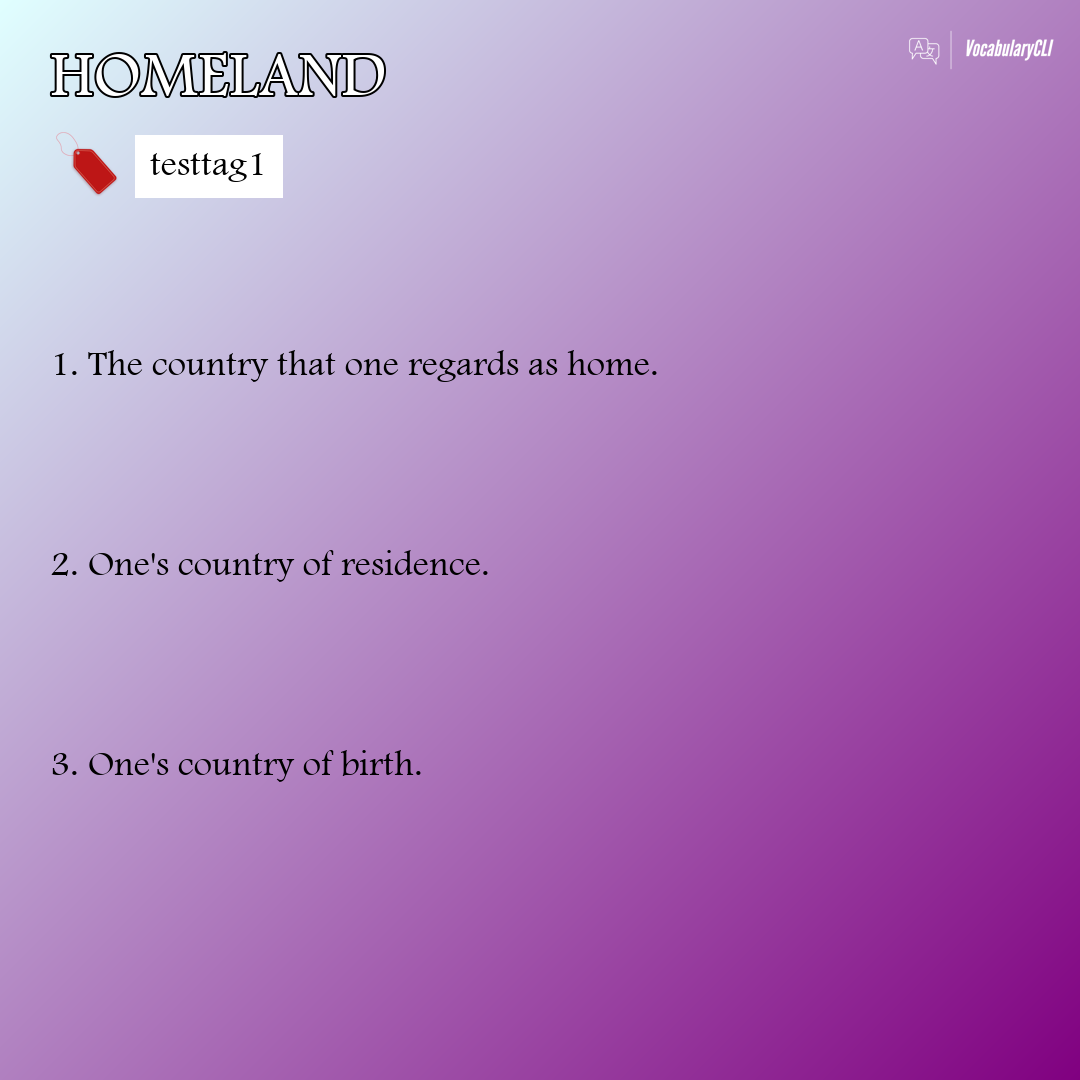 HOMELAND
VocabularyCLI
testtag1
1. The country that one regards as home.
2. One's country of residence.
3. One's country of birth.